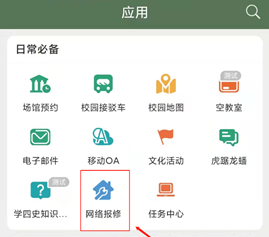 应用
日常必备
测试
场馆预约 校园接驳车 校园地图 空教室
电子邮件 移动OA 文化活动 虎踞龙蟠
测试
学四史知识... 网络报修 任务中心